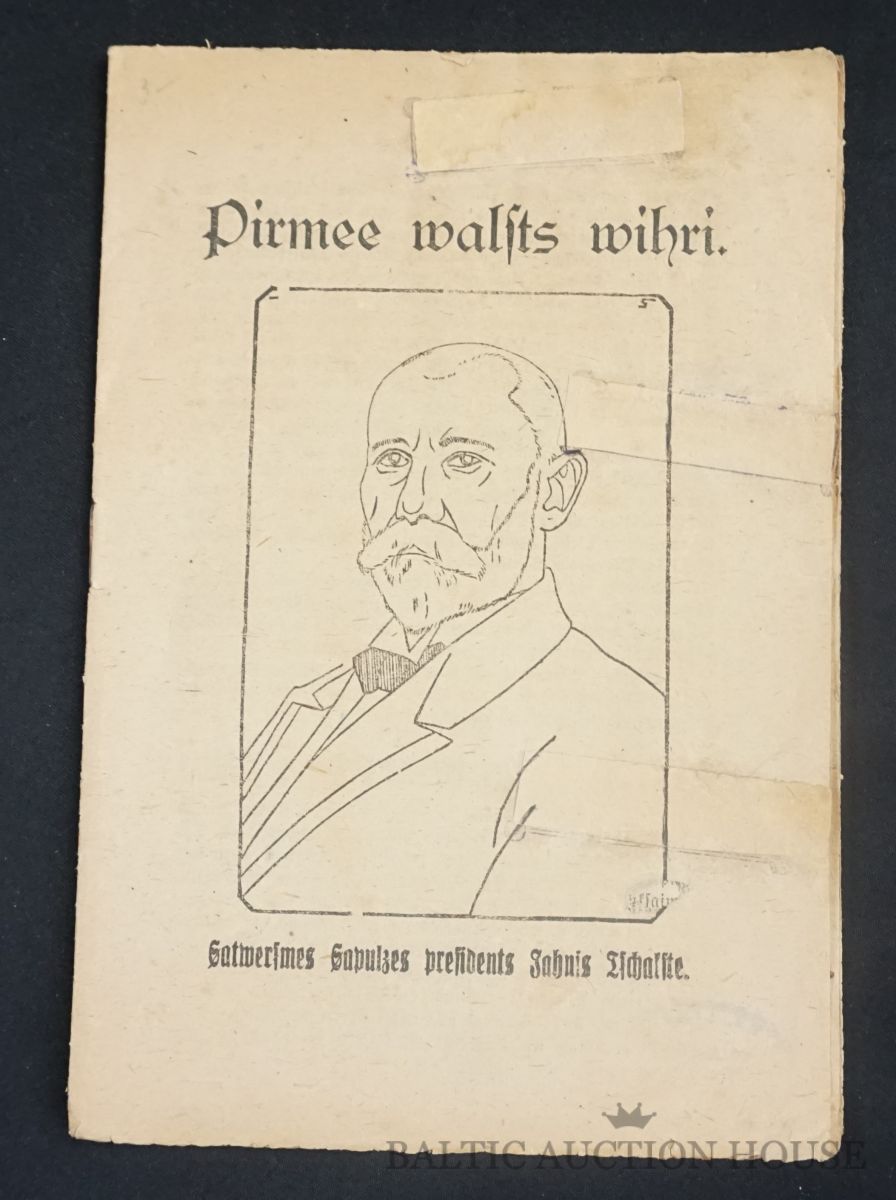 Pirmee walſts wihri.
Satwerſmes Sapulzes preſidents Jahnis Tſchakſte.
BALTIC AUCTION HOUSE